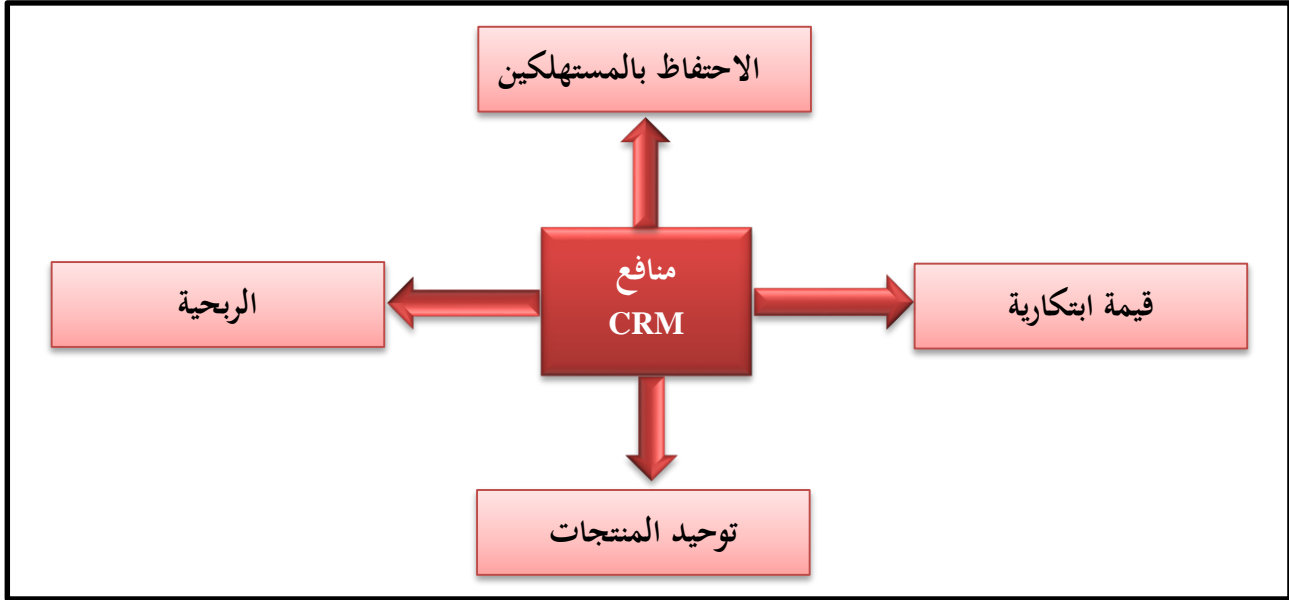 الاحتفاظ بالمستهلكين
منافع
CRM
قيمة ابتكارية
الربحية
توحيد المنتجات